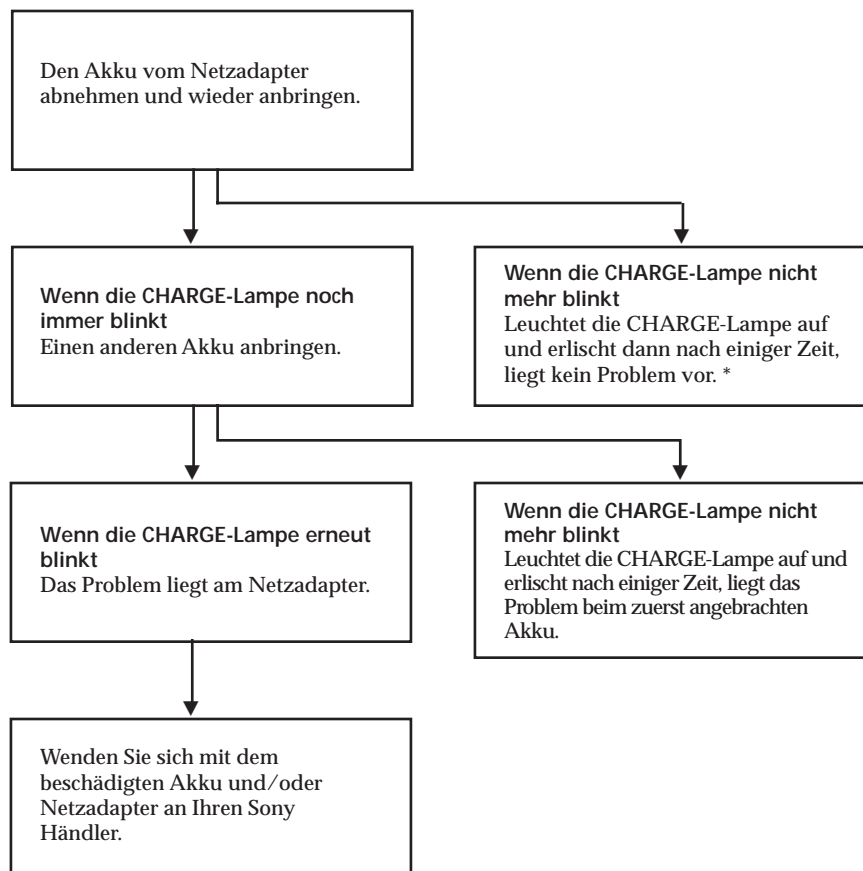 Den Akku vom Netzadapter
abnehmen und wieder anbringen.
Wenn die CHARGE-Lampe noch
immer blinkt
Einen anderen Akku anbringen.
Wenn die CHARGE-Lampe nicht
mehr blinkt
Leuchtet die CHARGE-Lampe auf
und erlischt dann nach einiger Zeit,
liegt kein Problem vor. *
Wenn die CHARGE-Lampe erneut
blinkt
Das Problem liegt am Netzadapter.
Wenn die CHARGE-Lampe nicht
mehr blinkt
Leuchtet die CHARGE-Lampe auf und
erlischt nach einiger Zeit, liegt das
Problem beim zuerst angebrachten
Akku.
Wenden Sie sich mit dem
beschädigten Akku und/oder
Netzadapter an Ihren Sony
Händler.